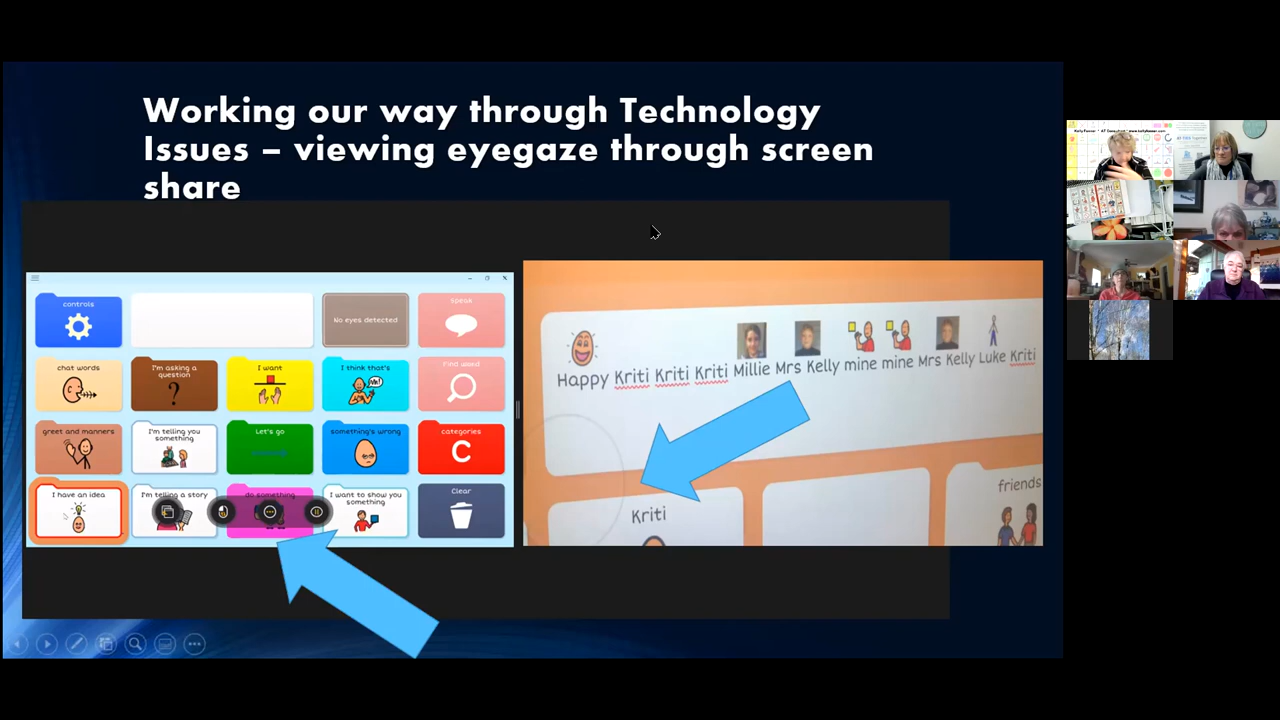 Working our way through Technology
Issues – viewing eyegaze through screen
share
controls
No eyes detected
Speak
chat words
I'm asking a
question
?
I want
I think that's
Find word
greet and manners
I'm telling you
something
Let's go
something's wrong
categories
C
I have an idea
I'm telling a story
do something
I want to show you
something
Clear
Happy Kriti Kriti Kriti Millie Mrs Kelly mine mine Mrs Kelly Luke Kriti
Kriti
friends